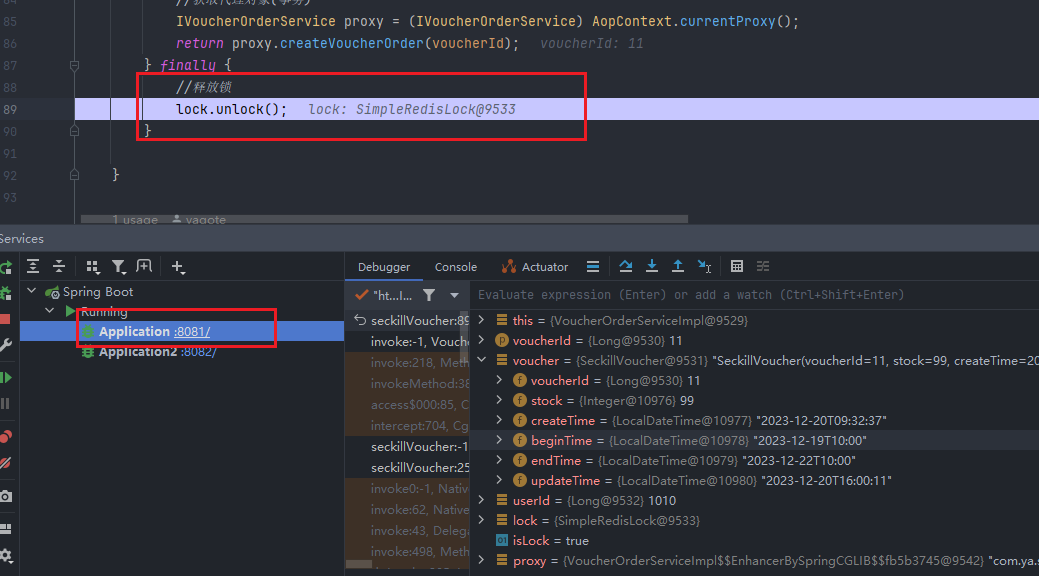 84
//获取代理对象(事务)
85
IVoucherOrderService proxy = (IVoucherOrderService) AopContext.currentProxy();
86
return proxy.createVoucherOrder(voucherId);   voucherId: 11
87
} finally {
88
//释放锁
89
lock.unlock();   lock: SimpleRedisLock@9533
90
}
91
92
}
93
1 usage   yagote
Services
Debugger   Console   Actuator
"ht...l...
Evaluate expression (Enter) or add a watch (Ctrl+Shift+Enter)
Spring Boot
Running
Application :8081/
Application2 :8082/
seckillVoucher:89
invoke:-1, Vouche
invoke:218, Meth
invokeMethod:38
access$000:85, C
intercept:704, Cg
seckillVoucher:-1
seckillVoucher:25
invoke0:-1, Nativ
invoke:62, Native
invoke:43, Delega
invoke:498, Meth
this = {VoucherOrderServiceImpl@9529}
voucherId = {Long@9530} 11
voucher = {SeckillVoucher@9531} "SeckillVoucher(voucherId=11, stock=99, createTime=20
voucherId = {Long@9530} 11
stock = {Integer@10976} 99
createTime = {LocalDateTime@10977} "2023-12-20T09:32:37"
beginTime = {LocalDateTime@10978} "2023-12-19T10:00"
endTime = {LocalDateTime@10979} "2023-12-22T10:00"
updateTime = {LocalDateTime@10980} "2023-12-20T16:00:11"
userId = {Long@9532} 1010
lock = {SimpleRedisLock@9533}
isLock = true
proxy = {VoucherOrderServiceImpl$$EnhancerBySpringCGLIB$$fb5b3745@9542} "com.ya.s